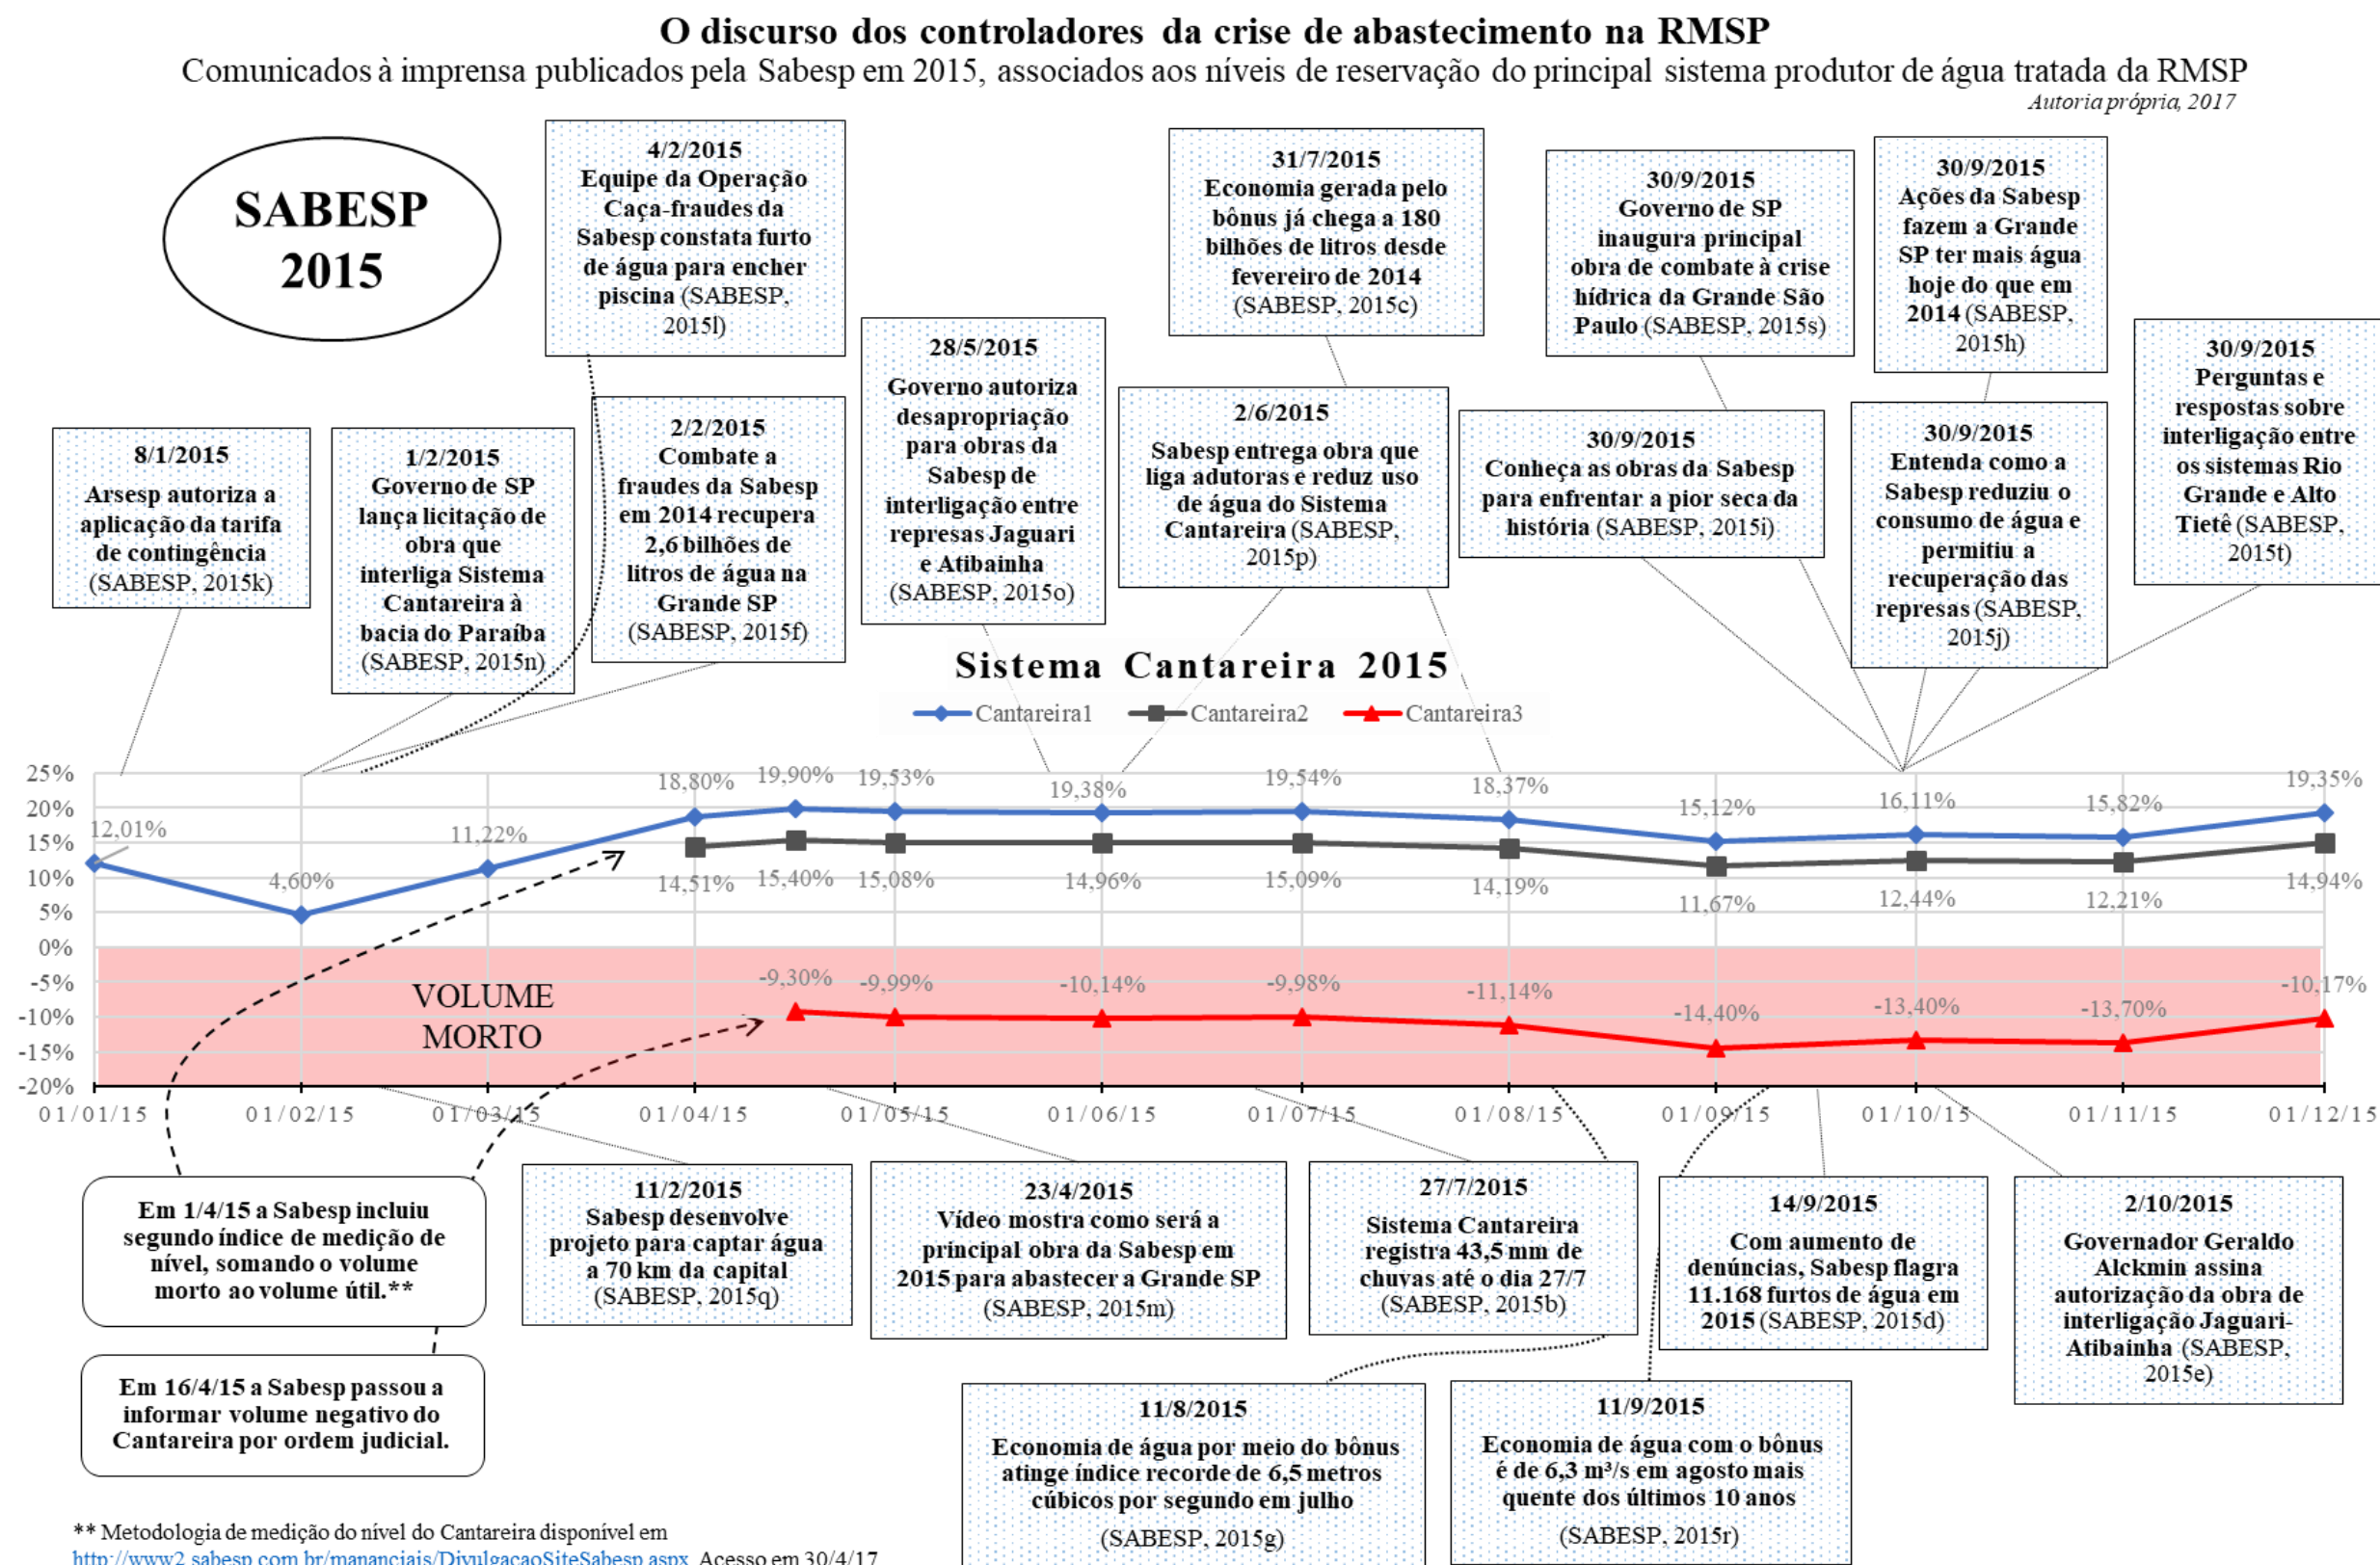 O discurso dos controladores da crise de abastecimento na RMSP
Comunicados à imprensa publicados pela Sabesp em 2015, associados aos níveis de reservação do principal sistema produtor de água tratada da RMSP
Autoria própria, 2017
SABESP
2015
4/2/2015
Equipe da Operação
Caça-fraudes da
Sabesp constata furto
de água para encher
piscina (SABESP,
2015l)
31/7/2015
Economia gerada pelo
bônus já chega a 180
bilhões de litros desde
fevereiro de 2014
(SABESP, 2015c)
30/9/2015
Governo de SP
inaugura principal
obra de combate à crise
hídrica da Grande São
Paulo (SABESP, 2015s)
30/9/2015
Ações da Sabesp
fazem a Grande
SP ter mais água
hoje do que em
2014 (SABESP,
2015h)
8/1/2015
Arsesp autoriza a
aplicação da tarifa
de contingência
(SABESP, 2015k)
1/2/2015
Governo de SP
lança licitação de
obra que
interliga Sistema
Cantareira à
bacia do Paraíba
(SABESP, 2015n)
2/2/2015
Combate a
fraudes da Sabesp
em 2014 recupera
2,6 bilhões de
litros de água na
Grande SP
(SABESP, 2015f)
28/5/2015
Governo autoriza
desapropriação
para obras da
Sabesp de
interligação entre
represas Jaguari
e Atibainha
(SABESP, 2015o)
2/6/2015
Sabesp entrega obra que
liga adutoras e reduz uso
de água do Sistema
Cantareira (SABESP,
2015p)
30/9/2015
Conheça as obras da Sabesp
para enfrentar a pior seca da
história (SABESP, 2015i)
30/9/2015
Entenda como a
Sabesp reduziu o
consumo de água e
permitiu a
recuperação das
represas (SABESP,
2015j)
30/9/2015
Perguntas e
respostas sobre
interligação entre
os sistemas Rio
Grande e Alto
Tietê (SABESP,
2015t)
Sistema Cantareira 2015
Cantareira1 Cantareira2 Cantareira3
25%
20%
15%
10%
5%
0%
-5%
-10%
-15%
-20%
12,01% 4,60% 11,22% 18,80% 19,90% 19,53% 19,38% 19,54% 18,37% 15,12% 16,11% 15,82% 19,35%
14,51% 15,40% 15,08% 14,96% 15,09% 14,19% 11,67% 12,44% 12,21% 14,94%
VOLUME
MORTO
-9,30% -9,99% -10,14% -9,98% -11,14% -14,40% -13,40% -13,70% -10,17%
01/01/15 01/02/15 01/03/15 01/04/15 01/05/15 01/06/15 01/07/15 01/08/15 01/09/15 01/10/15 01/11/15 01/12/15
Em 1/4/15 a Sabesp incluiu
segundo índice de medição de
nível, somando o volume
morto ao volume útil.**
Em 16/4/15 a Sabesp passou a
informar volume negativo do
Cantareira por ordem judicial.
11/2/2015
Sabesp desenvolve
projeto para captar água
a 70 km da capital
(SABESP, 2015q)
23/4/2015
Vídeo mostra como será a
principal obra da Sabesp em
2015 para abastecer a Grande SP
(SABESP, 2015m)
27/7/2015
Sistema Cantareira
registra 43,5 mm de
chuvas até o dia 27/7
(SABESP, 2015b)
14/9/2015
Com aumento de
denúncias, Sabesp flagra
11.168 furtos de água em
2015 (SABESP, 2015d)
2/10/2015
Governador Geraldo
Alckmin assina
autorização da obra de
interligação Jaguari-
Atibainha (SABESP,
2015e)
11/8/2015
Economia de água por meio do bônus
atinge índice recorde de 6,5 metros
cúbicos por segundo em julho
(SABESP, 2015g)
11/9/2015
Economia de água com o bônus
é de 6,3 m³/s em agosto mais
quente dos últimos 10 anos
(SABESP, 2015r)
** Metodologia de medição do nível do Cantareira disponível em
http://www2.sabesp.com.br/mananciais/DivulgacaoSiteSabesp.aspx. Acesso em 30/4/17